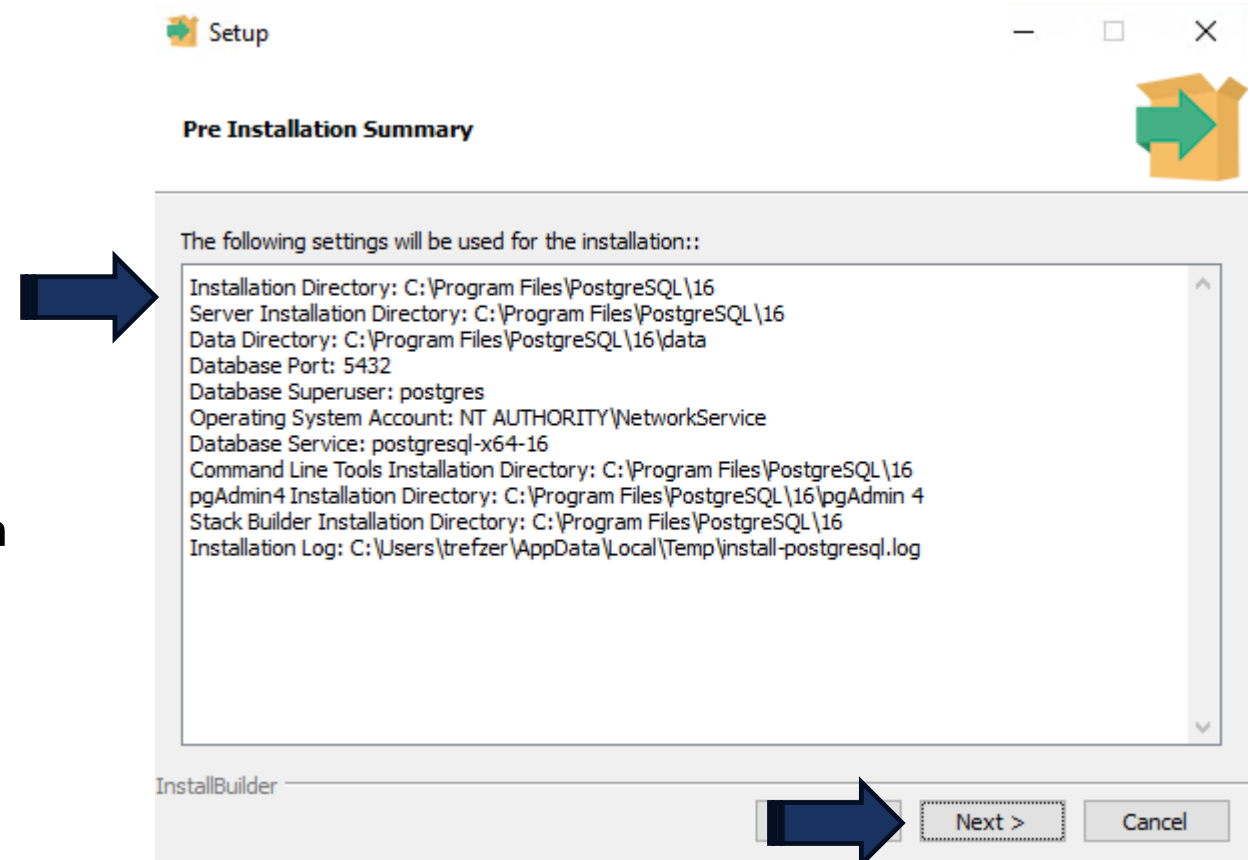 Setup
Pre Installation Summary
The following settings will be used for the installation::
Installation Directory: C:\Program Files\PostgreSQL\16
Server Installation Directory: C:\Program Files\PostgreSQL\16
Data Directory: C:\Program Files\PostgreSQL\16\data
Database Port: 5432
Database Superuser: postgres
Operating System Account: NT AUTHORITY\NetworkService
Database Service: postgresql-x64-16
Command Line Tools Installation Directory: C:\Program Files\PostgreSQL\16
pgAdmin4 Installation Directory: C:\Program Files\PostgreSQL\16\pgAdmin 4
Stack Builder Installation Directory: C:\Program Files\PostgreSQL\16
Installation Log: C:\Users\trefzer\AppData\Local\Temp\install-postgresql.log
InstallBuilder
Next >
Cancel